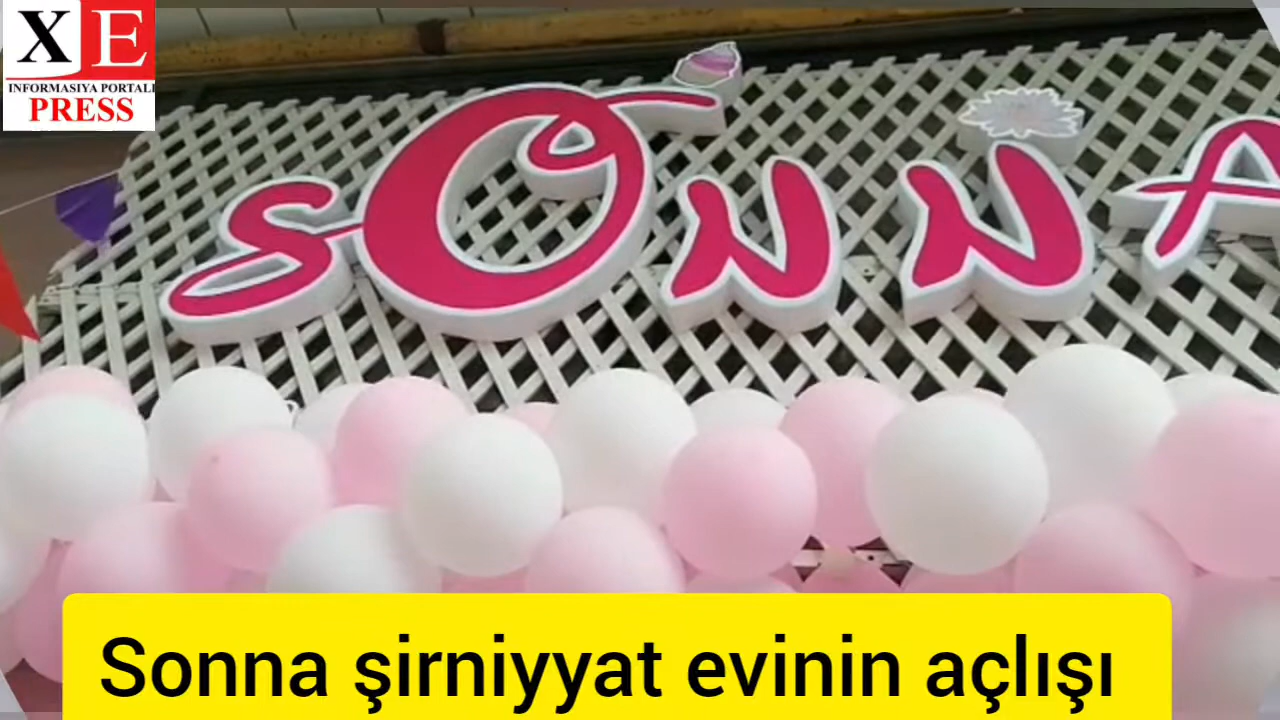 XE
INFORMASIYA PORTALI
PRESS
SONNA
Sonna şirniyyat evinin açlışı